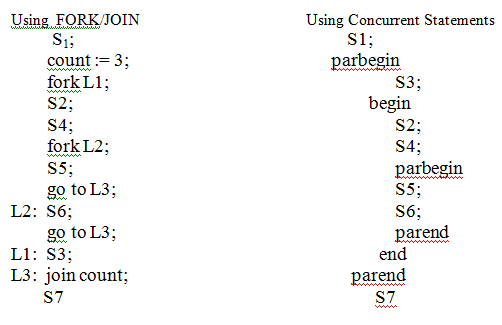 Using FORK/JOIN
S1;
count := 3;
fork L1;
S2;
S4;
fork L2;
S5;
go to L3;
L2: S6;
go to L3;
L1: S3;
L3: join count;
S7
Using Concurrent Statements
S1;
parbegin
S3;
begin
S2;
S4;
parbegin
S5;
S6;
parend
end
parend
S7